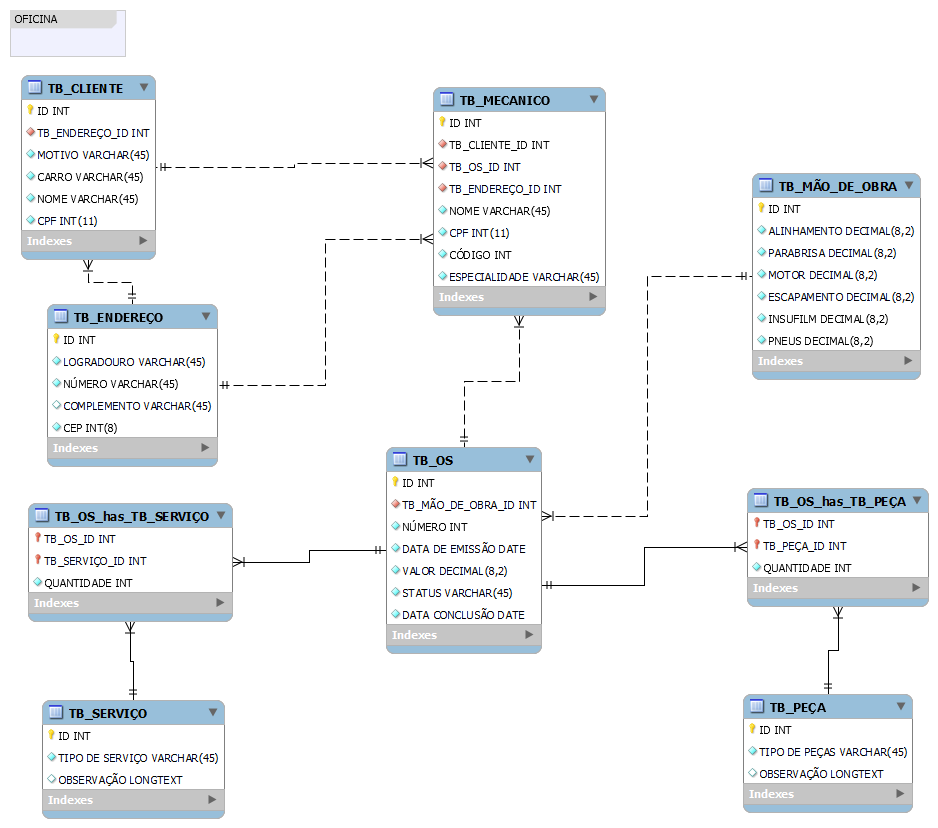 OFICINA
TB_CLIENTE
ID INT
TB_ENDEREÇO_ID INT
MOTIVO VARCHAR(45)
CARRO VARCHAR(45)
NOME VARCHAR(45)
CPF INT(11)
Indexes
TB_MECANICO
ID INT
TB_CLIENTE_ID INT
TB_OS_ID INT
TB_ENDEREÇO_ID INT
NOME VARCHAR(45)
CPF INT(11)
CÓDIGO INT
ESPECIALIDADE VARCHAR(45)
Indexes
TB_MÃO_DE_OBRA
ID INT
ALINHAMENTO DECIMAL(8,2)
PARABRISA DECIMAL(8,2)
MOTOR DECIMAL(8,2)
ESCAPAMENTO DECIMAL(8,2)
INSUFILM DECIMAL(8,2)
PNEUS DECIMAL(8,2)
Indexes
TB_ENDEREÇO
ID INT
LOGRADOURO VARCHAR(45)
NÚMERO VARCHAR(45)
COMPLEMENTO VARCHAR(45)
CEP INT(8)
Indexes
TB_OS
ID INT
TB_MÃO_DE_OBRA_ID INT
NÚMERO INT
DATA DE EMISSÃO DATE
VALOR DECIMAL(8,2)
STATUS VARCHAR(45)
DATA CONCLUSÃO DATE
Indexes
TB_OS_has_TB_SERVIÇO
TB_OS_ID INT
TB_SERVIÇO_ID INT
QUANTIDADE INT
Indexes
TB_OS_has_TB_PEÇA
TB_OS_ID INT
TB_PEÇA_ID INT
QUANTIDADE INT
Indexes
TB_SERVIÇO
ID INT
TIPO DE SERVIÇO VARCHAR(45)
OBSERVAÇÃO LONGTEXT
Indexes
TB_PEÇA
ID INT
TIPO DE PEÇAS VARCHAR(45)
OBSERVAÇÃO LONGTEXT
Indexes